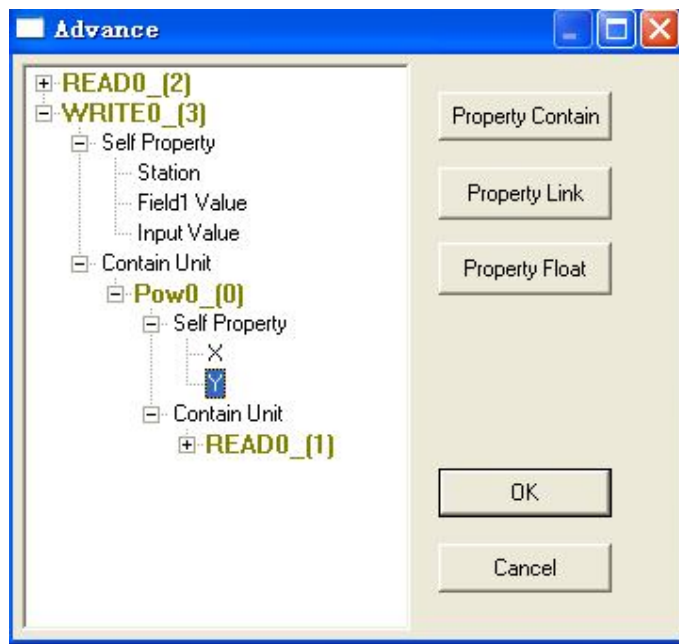 Advance
READ0_(2)
WRITE0_(3)
Self Property
Station
Field1 Value
Input Value
Contain Unit
Pow0_(0)
Self Property
X
Y
Contain Unit
READ0_(1)
Property Contain
Property Link
Property Float
OK
Cancel